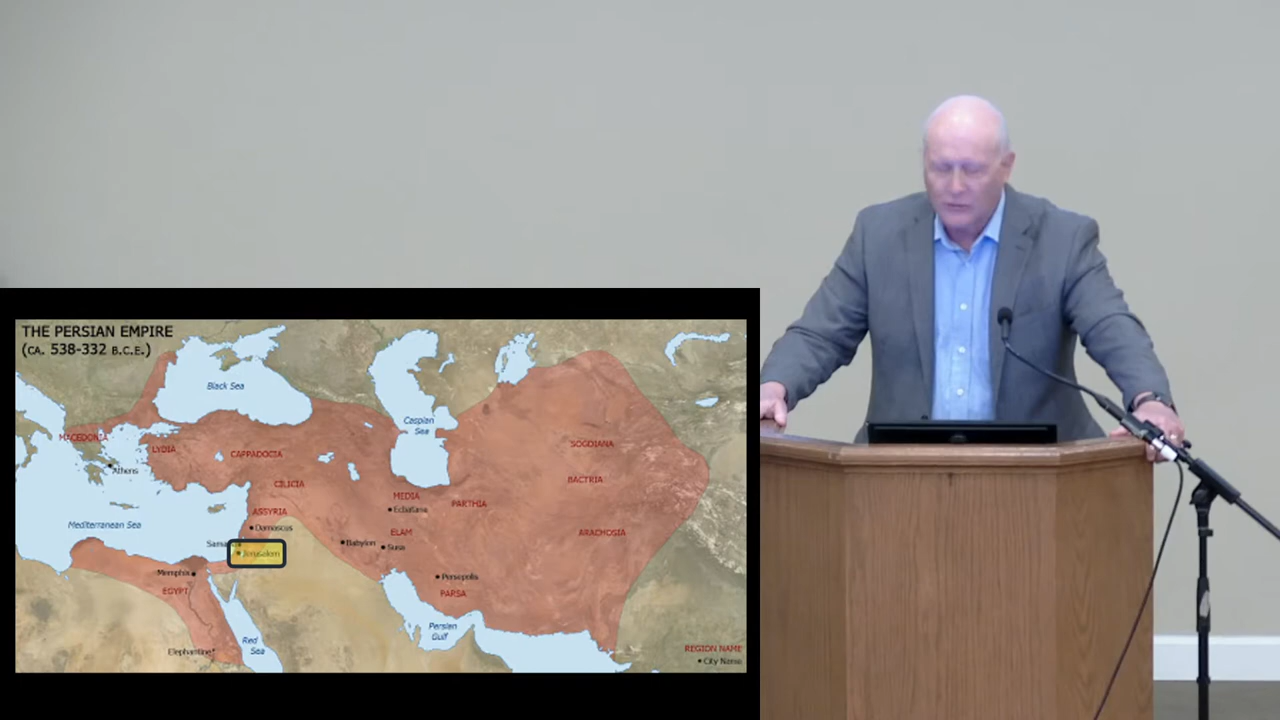 THE PERSIAN EMPIRE
(CA. 538-332 B.C.E.)
Black Sea
Caspian
Sea
MACEDONIA
LYDIA
Athens
CAPPADOCIA
CILICIA
SOGDIANA
BACTRIA
MEDIA
PARTHIA
Ecbatana
ASSYRIA
Mediterranean Sea
Damascus
ELAM
ARACHOSIA
Babylon
Susa
Jerusalem
Memphis
Persepolis
EGYPT
PARSA
Persian
Gulf
Red
Sea
Elephantine
REGION NAME
City Name